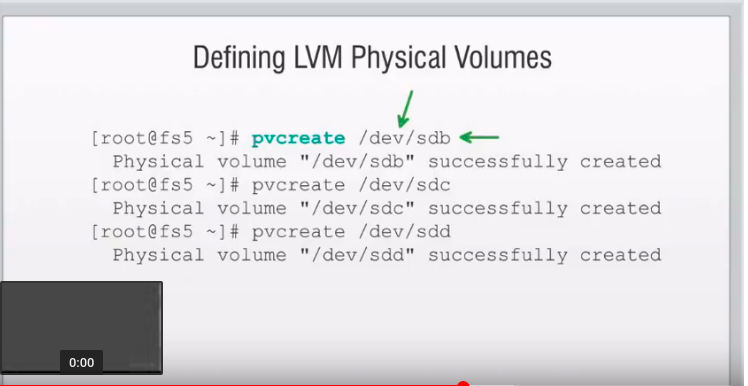 Defining LVM Physical Volumes
[root@fs5 ~]# pvcreate /dev/sdb
Physical volume "/dev/sdb" successfully created
[root@fs5 ~]# pvcreate /dev/sdc
Physical volume "/dev/sdc" successfully created
[root@fs5 ~]# pvcreate /dev/sdd
Physical volume "/dev/sdd" successfully created
0:00